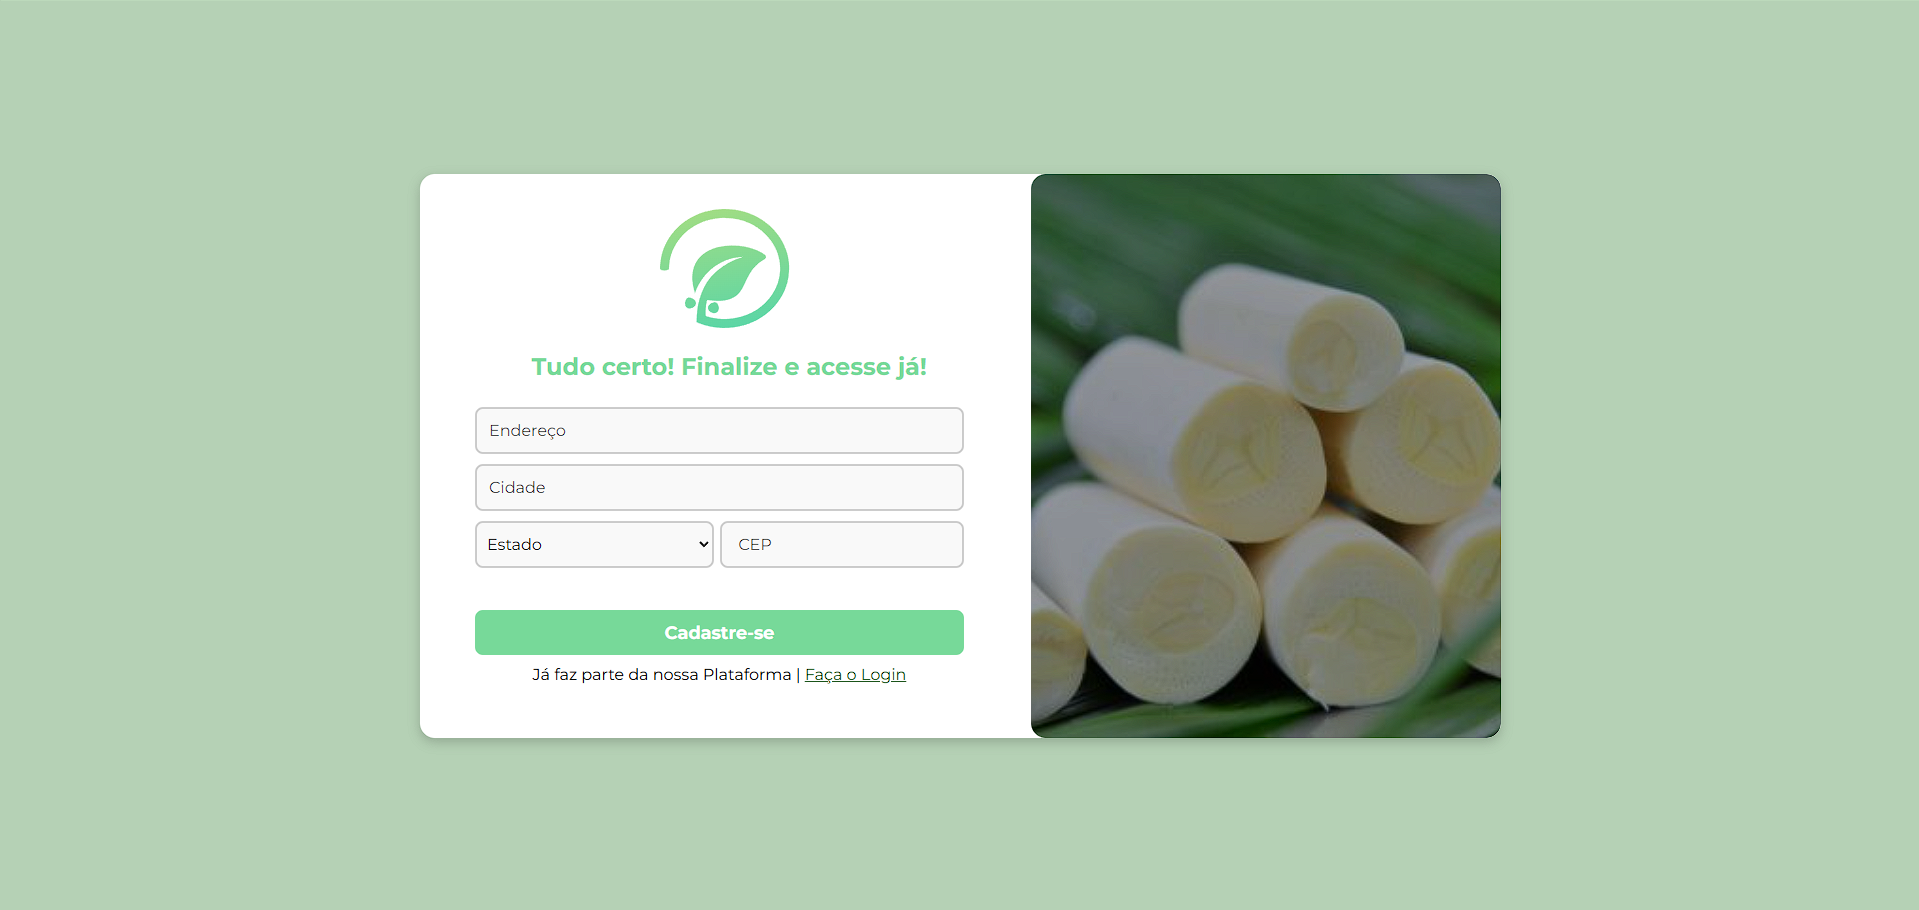 Tudo certo! Finalize e acesse já!
Endereço
Cidade
Estado CEP
Cadastre-se
Já faz parte da nossa Plataforma | Faça o Login